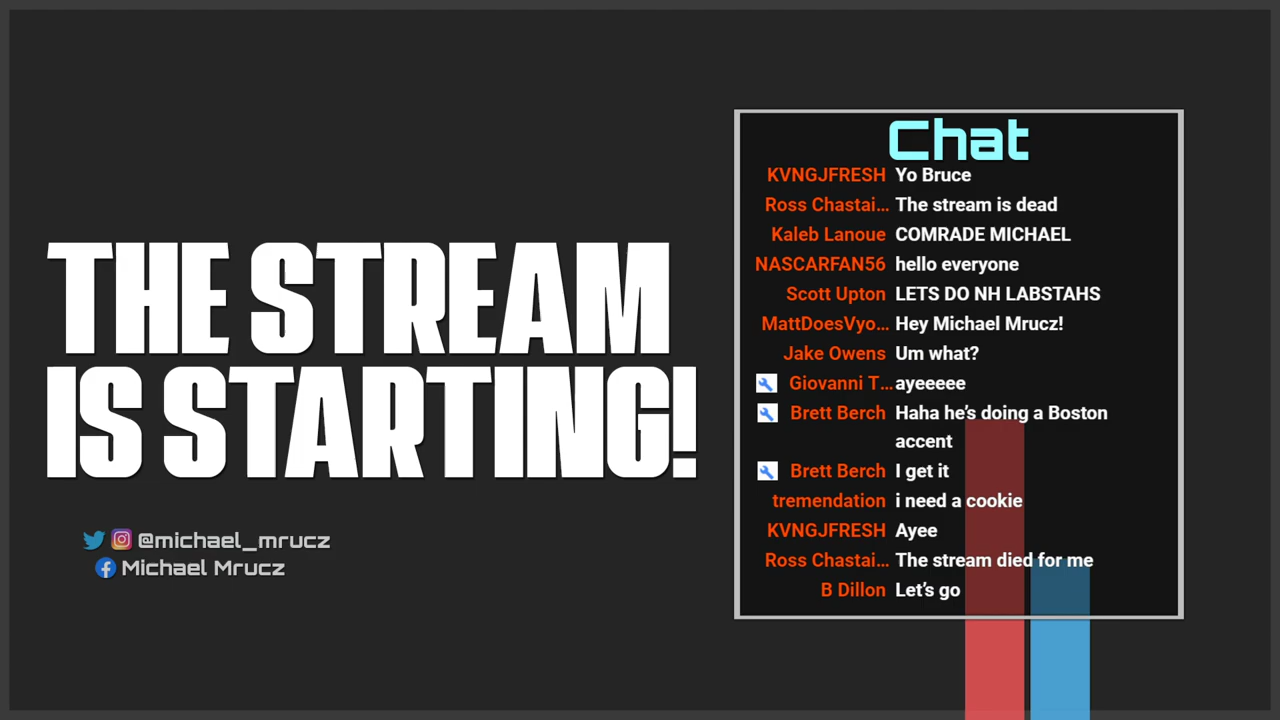 THE STREAM
IS STARTING!
@michael_mrucz
Michael Mrucz
Chat
KVNGJFRESH Yo Bruce
Ross Chastai... The stream is dead
Kaleb Lanoue COMRADE MICHAEL
NASCARFAN56 hello everyone
Scott Upton LETS DO NH LABSTAHS
MattDoesVyo... Hey Michael Mrucz!
Jake Owens Um what?
Giovanni T... ayeeeee
Brett Berch Haha he's doing a Boston
accent
Brett Berch I get it
tremendation i need a cookie
KVNGJFRESH Ayee
Ross Chastai... The stream died for me
B Dillon Let's go